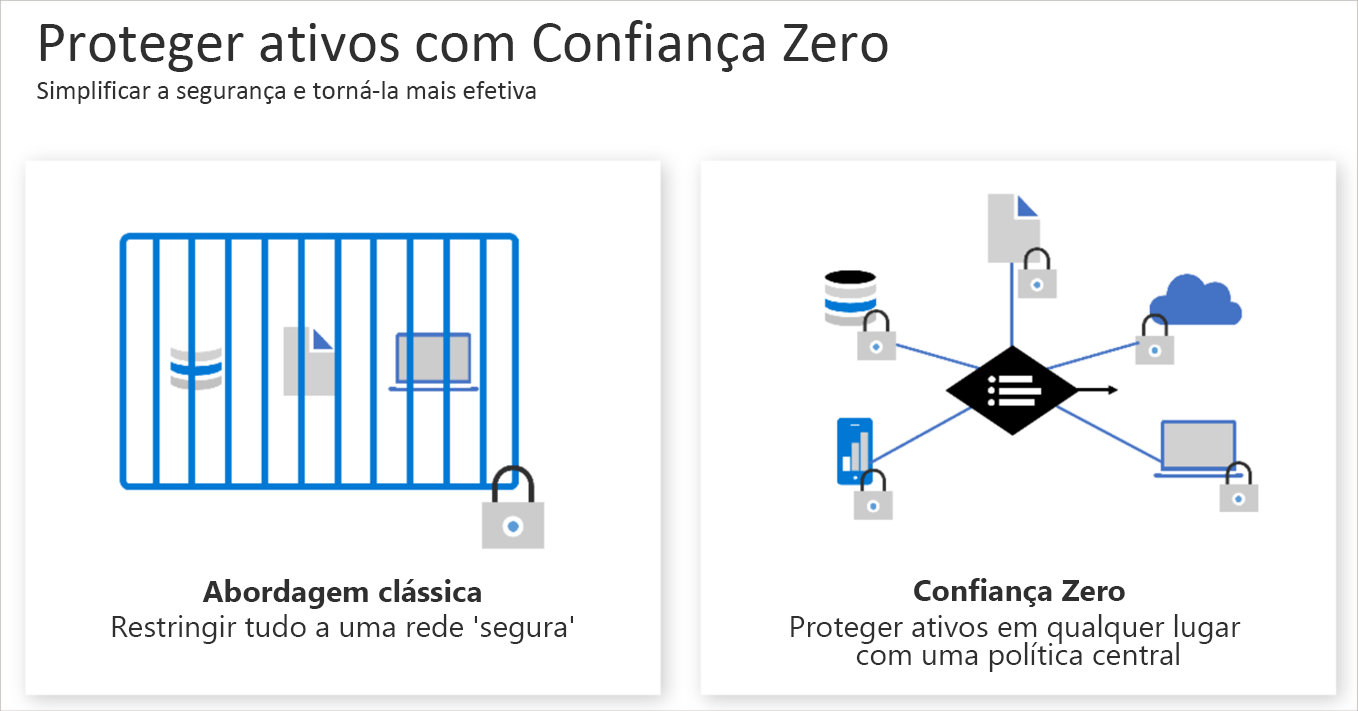 Proteger ativos com Confiança Zero
Simplificar a segurança e torná-la mais efetiva
Abordagem clássica
Restringir tudo a uma rede 'segura'
Confiança Zero
Proteger ativos em qualquer lugar
com uma política central